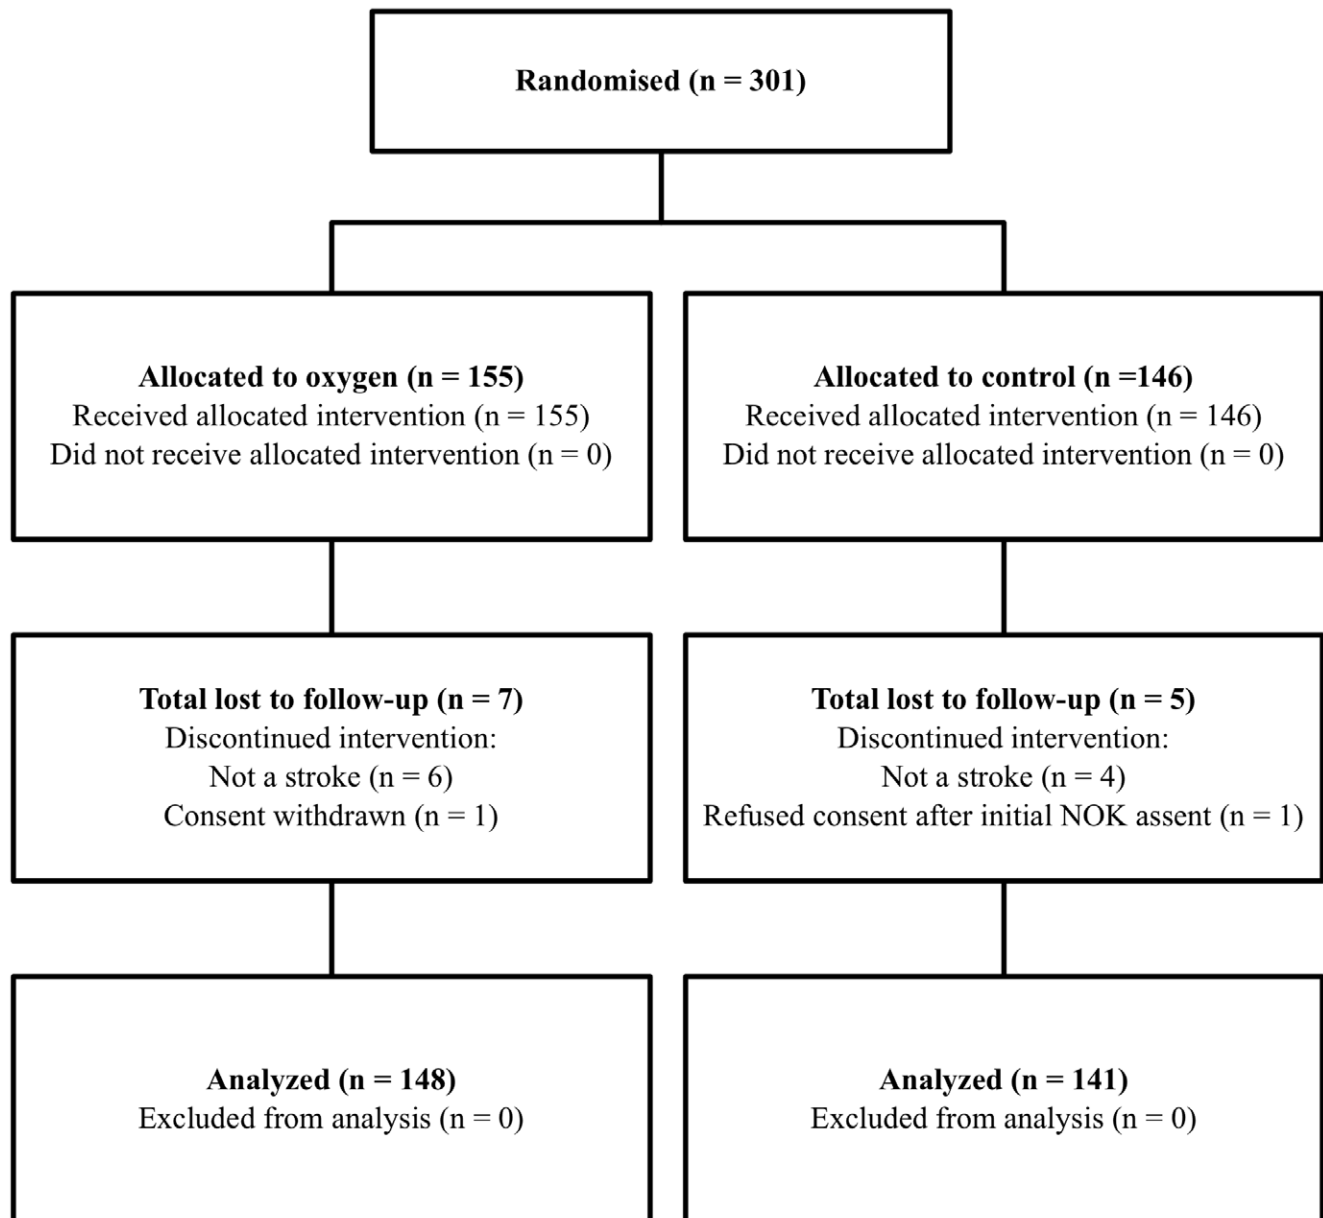 Randomised (n = 301)
Allocated to oxygen (n = 155)
Received allocated intervention (n = 155)
Did not receive allocated intervention (n = 0)
Allocated to control (n =146)
Received allocated intervention (n = 146)
Did not receive allocated intervention (n = 0)
Total lost to follow-up (n = 7)
Discontinued intervention:
Not a stroke (n = 6)
Consent withdrawn (n = 1)
Total lost to follow-up (n = 5)
Discontinued intervention:
Not a stroke (n = 4)
Refused consent after initial NOK assent (n = 1)
Analyzed (n = 148)
Excluded from analysis (n = 0)
Analyzed (n = 141)
Excluded from analysis (n = 0)